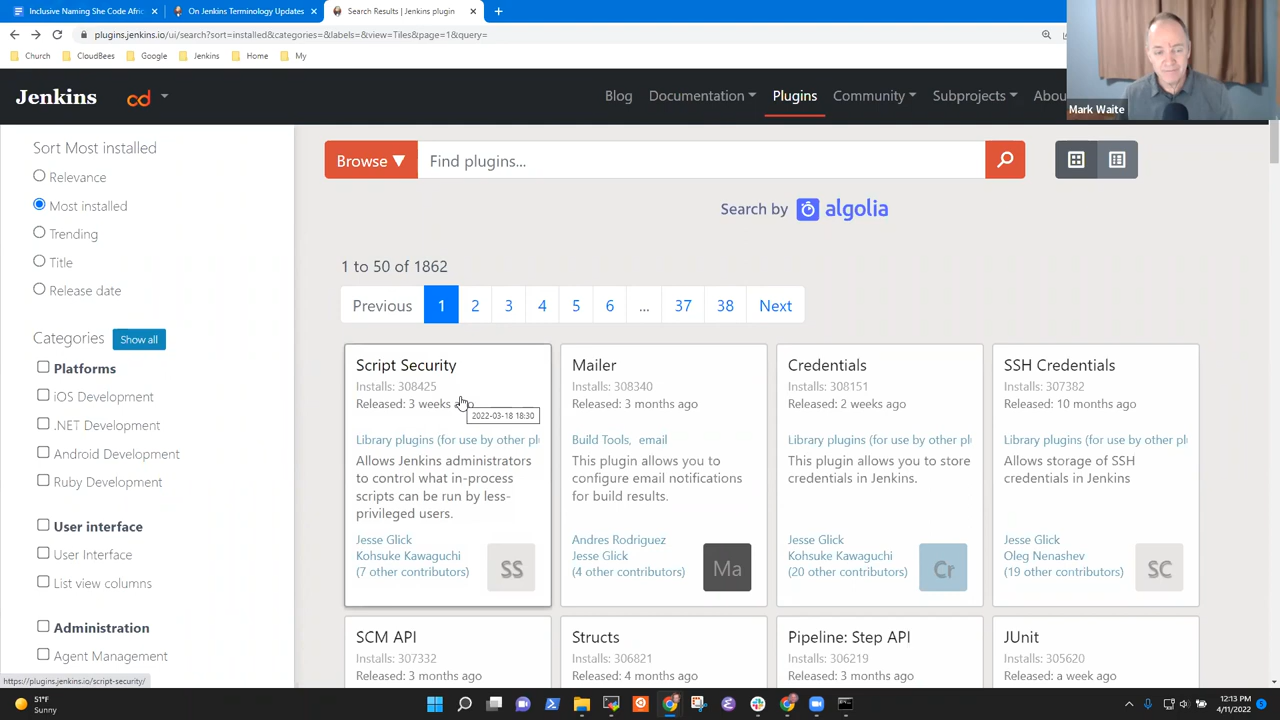 Inclusive Naming She Code Afri
On Jenkins Terminology Updates
Search Results | Jenkins plugin
plugins.jenkins.io/ui/search?sort=installed&categories=&labels=&view=Tiles&page=1&query=
Church
CloudBees
Google
Jenkins
Home
My
Jenkins
cd
Blog
Documentation
Plugins
Community
Subprojects
Abou
Mark Waite
Sort Most installed
Relevance
Most installed
Trending
Title
Release date
Categories
Show all
Platforms
iOS Development
.NET Development
Android Development
Ruby Development
User interface
User Interface
List view columns
Administration
Agent Management
Browse ▼
Find plugins...
Search by algolia
1 to 50 of 1862
Previous 1 2 3 4 5 6 ... 37 38 Next
Script Security
Installs: 308425
Released: 3 weeks
2022-03-18 18:30
Library plugins (for use by other pl
Allows Jenkins administrators
to control what in-process
scripts can be run by less-
privileged users.
Jesse Glick
Kohsuke Kawaguchi
(7 other contributors)
SS
Mailer
Installs: 308340
Released: 3 months ago
Build Tools, email
This plugin allows you to
configure email notifications
for build results.
Andres Rodriguez
Jesse Glick
(4 other contributors)
Ma
Credentials
Installs: 308151
Released: 2 weeks ago
Library plugins (for use by other pl
This plugin allows you to store
credentials in Jenkins.
Jesse Glick
Kohsuke Kawaguchi
(20 other contributors)
Cr
SSH Credentials
Installs: 307382
Released: 10 months ago
Library plugins (for use by other pl
Allows storage of SSH
credentials in Jenkins
Jesse Glick
Oleg Nenashev
(19 other contributors)
SC
SCM API
Installs: 307332
Released: 3 months ago
Structs
Installs: 306821
Released: 4 months ago
Pipeline: Step API
Installs: 306219
Released: 3 months ago
JUnit
Installs: 305620
Released: a week ago
https://plugins.jenkins.io/script-security/
51°F
Sunny
12:13 PM
4/11/2022